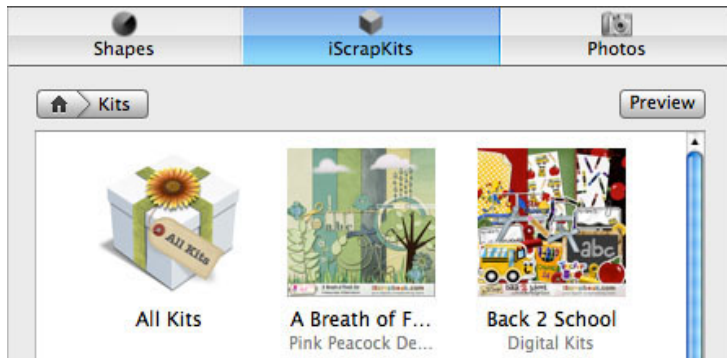 Shapes
iScrapKits
Photos
Kits
Preview
All Kits
abc
All Kits
A Breath of F...
Back 2 School
Pink Peacock De...
Digital Kits